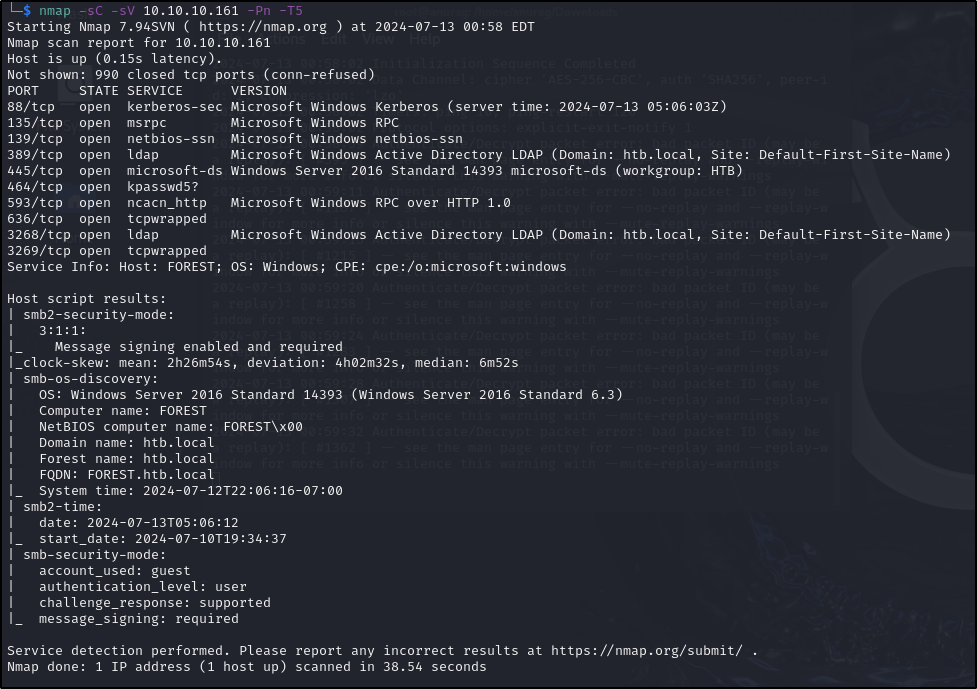 └─$ nmap -sC -sV 10.10.10.161 -Pn -T5
Starting Nmap 7.94SVN ( https://nmap.org ) at 2024-07-13 00:58 EDT
Nmap scan report for 10.10.10.161
Host is up (0.15s latency).
Not shown: 990 closed tcp ports (conn-refused)
PORT     STATE SERVICE      VERSION
88/tcp   open  kerberos-sec Microsoft Windows Kerberos (server time: 2024-07-13 05:06:03Z)
135/tcp  open  msrpc        Microsoft Windows RPC
139/tcp  open  netbios-ssn  Microsoft Windows netbios-ssn
389/tcp  open  ldap         Microsoft Windows Active Directory LDAP (Domain: htb.local, Site: Default-First-Site-Name)
445/tcp  open  microsoft-ds Windows Server 2016 Standard 14393 microsoft-ds (workgroup: HTB)
464/tcp  open  kpasswd5?
593/tcp  open  ncacn_http   Microsoft Windows RPC over HTTP 1.0
636/tcp  open  tcpwrapped
3268/tcp open  ldap         Microsoft Windows Active Directory LDAP (Domain: htb.local, Site: Default-First-Site-Name)
3269/tcp open  tcpwrapped
Service Info: Host: FOREST; OS: Windows; CPE: cpe:/o:microsoft:windows

Host script results:
| smb2-security-mode:
|   3:1:1:
|_    Message signing enabled and required
|_clock-skew: mean: 2h26m54s, deviation: 4h02m32s, median: 6m52s
| smb-os-discovery:
|   OS: Windows Server 2016 Standard 14393 (Windows Server 2016 Standard 6.3)
|   Computer name: FOREST
|   NetBIOS computer name: FOREST\x00
|   Domain name: htb.local
|   Forest name: htb.local
|   FQDN: FOREST.htb.local
|_  System time: 2024-07-12T22:06:16-07:00
| smb2-time:
|   date: 2024-07-13T05:06:12
|_  start_date: 2024-07-10T19:34:37
| smb-security-mode:
|   account_used: guest
|   authentication_level: user
|   challenge_response: supported
|_  message_signing: required

Service detection performed. Please report any incorrect results at https://nmap.org/submit/ .
Nmap done: 1 IP address (1 host up) scanned in 38.54 seconds